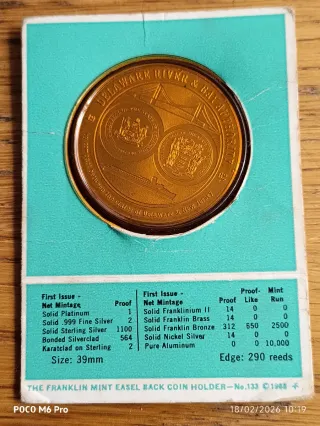 DELAWARE RIVER & BAY AUTHORITY
First Issue -
Net Mintage Proof
Solid Platinum 1
Solid .999 Fine Silver 2
Solid Sterling Silver 1100
Bonded Silverclad 564
Karatclad on Sterling 2
Size: 39mm
First Issue - Proof- Mint
Net Mintage Proof Like Run
Solid Franklinium II 14 0 0
Solid Franklin Brass 14 0 0
Solid Franklin Bronze 312 650 2500
Solid Nickel Silver 14 0 0
Pure Aluminum 0 0 10,000
Edge: 290 reeds
THE FRANKLIN MINT EASEL BACK COIN HOLDER—No. 133 © 1968
POCO M6 Pro
18/02/2026 10:19